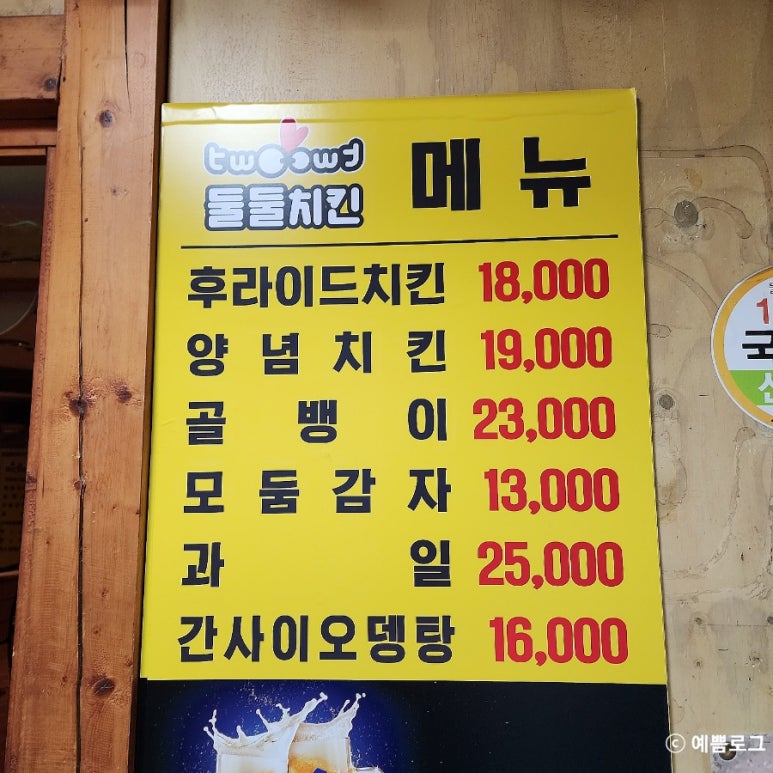 twoowd
둘둘치킨
메뉴
후라이드치킨 18,000
양념치킨 19,000
골뱅이 23,000
모둠감자 13,000
과일 25,000
간사이오뎅탕 16,000
ⓒ 예쁨로그